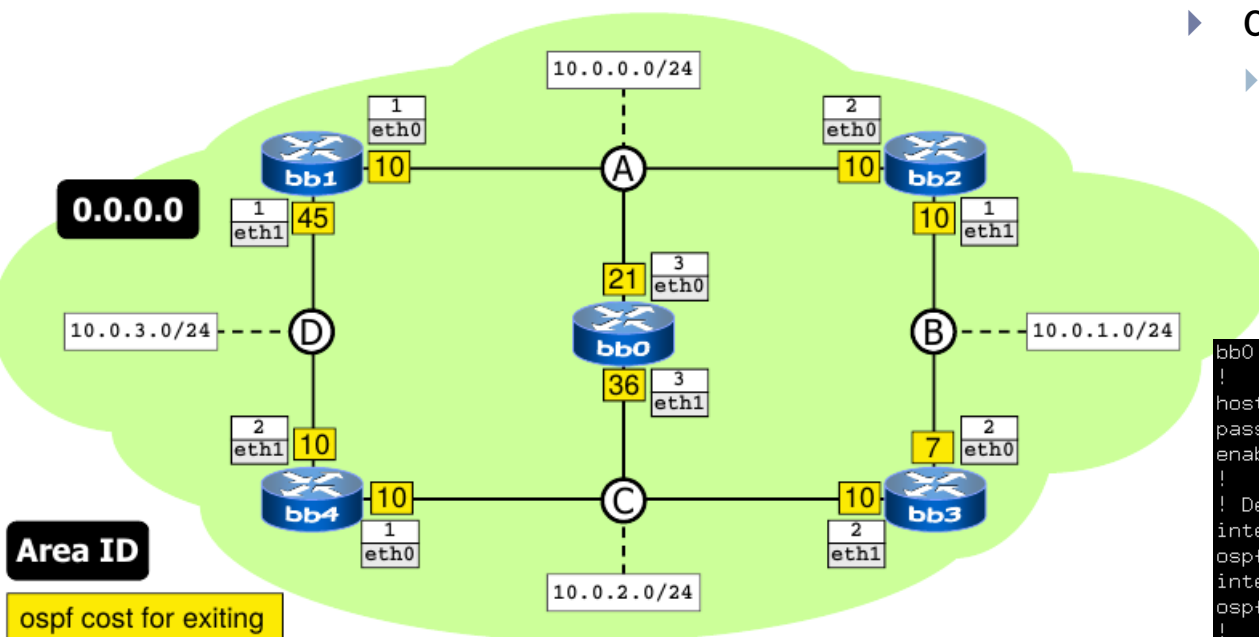 10.0.0.0/24
1
eth0
2
eth0
bb1
10
A
10
bb2
0.0.0.0
1
eth1
45
10
1
eth1
21
3
eth0
10.0.3.0/24
D
bb0
B
10.0.1.0/24
36
3
eth1
2
eth1
10
7
2
eth0
bb4
10
C
10
bb3
1
eth0
2
eth1
Area ID
10.0.2.0/24
ospf cost for exiting
bb0
!
!
!
!